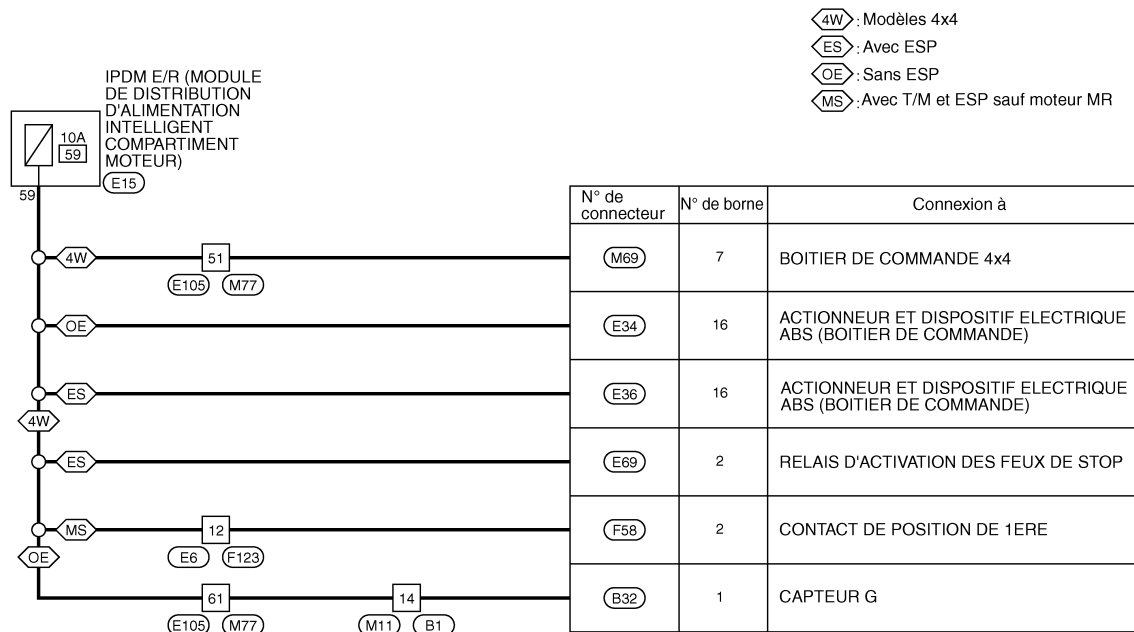 4W : Modèles 4x4
ES : Avec ESP
OE : Sans ESP
MS : Avec T/M et ESP sauf moteur MR
IPDM E/R (MODULE
DE DISTRIBUTION
D'ALIMENTATION
INTELLIGENT
COMPARTIMENT
MOTEUR)
10A
59
E15
59
N° de
connecteur
N° de borne
Connexion à
4W
51
E105 M77
M69
7
BOITIER DE COMMANDE 4x4
OE
E34
16
ACTIONNEUR ET DISPOSITIF ELECTRIQUE
ABS (BOITIER DE COMMANDE)
ES
E36
16
ACTIONNEUR ET DISPOSITIF ELECTRIQUE
ABS (BOITIER DE COMMANDE)
4W
ES
E69
2
RELAIS D'ACTIVATION DES FEUX DE STOP
MS
12
E6 F123
F58
2
CONTACT DE POSITION DE 1ERE
OE
61
E105 M77
14
M11 B1
B32
1
CAPTEUR G